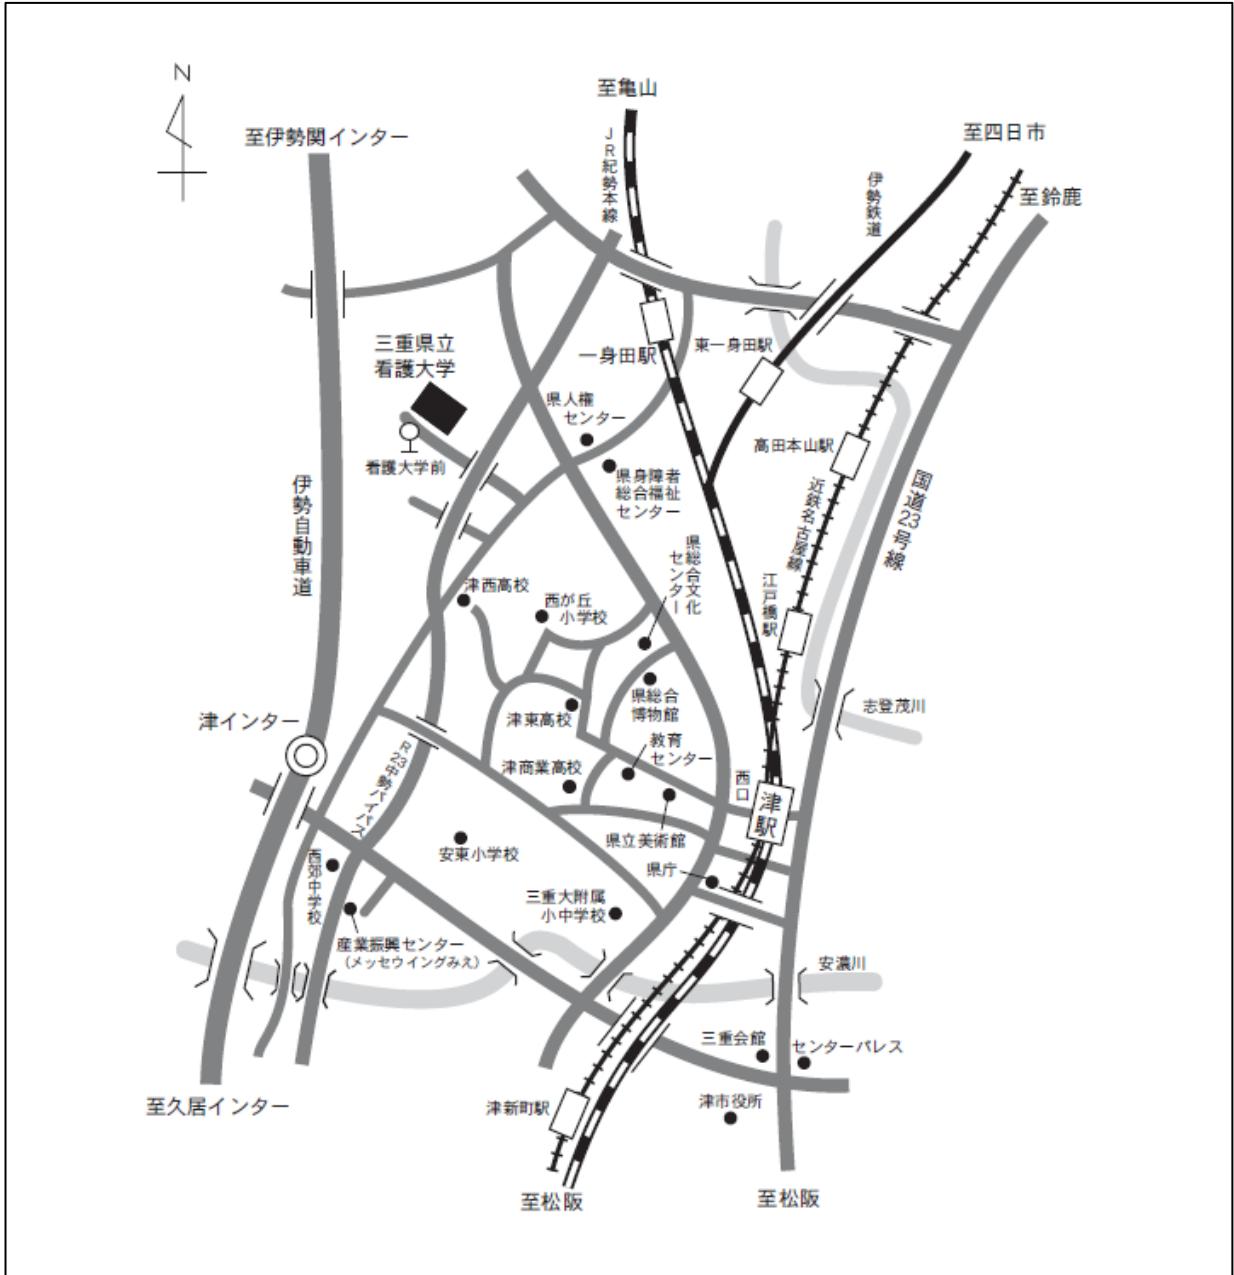 N
至亀山
至伊勢関インター
至四日市
JR紀勢本線
伊勢鉄道
至鈴鹿
三重県立
看護大学
一身田駅
東一身田駅
県人権
センター
高田本山駅
看護大学前
県身障者
総合福祉
センター
伊勢自動車道
近鉄名古屋線
国道23号線
県総合文化
センター
津西高校
西が丘
小学校
江戸橋駅
県総合
博物館
津インター
津東高校
志登茂川
教育
センター
R23中勢バイパス
津商業高校
西口
津駅
県立美術館
安東小学校
県庁
西郊中学校
三重大附属
小中学校
産業振興センター
(メッセウイングみえ)
安濃川
三重会館
センターパレス
至久居インター
津新町駅
津市役所
至松阪
至松阪